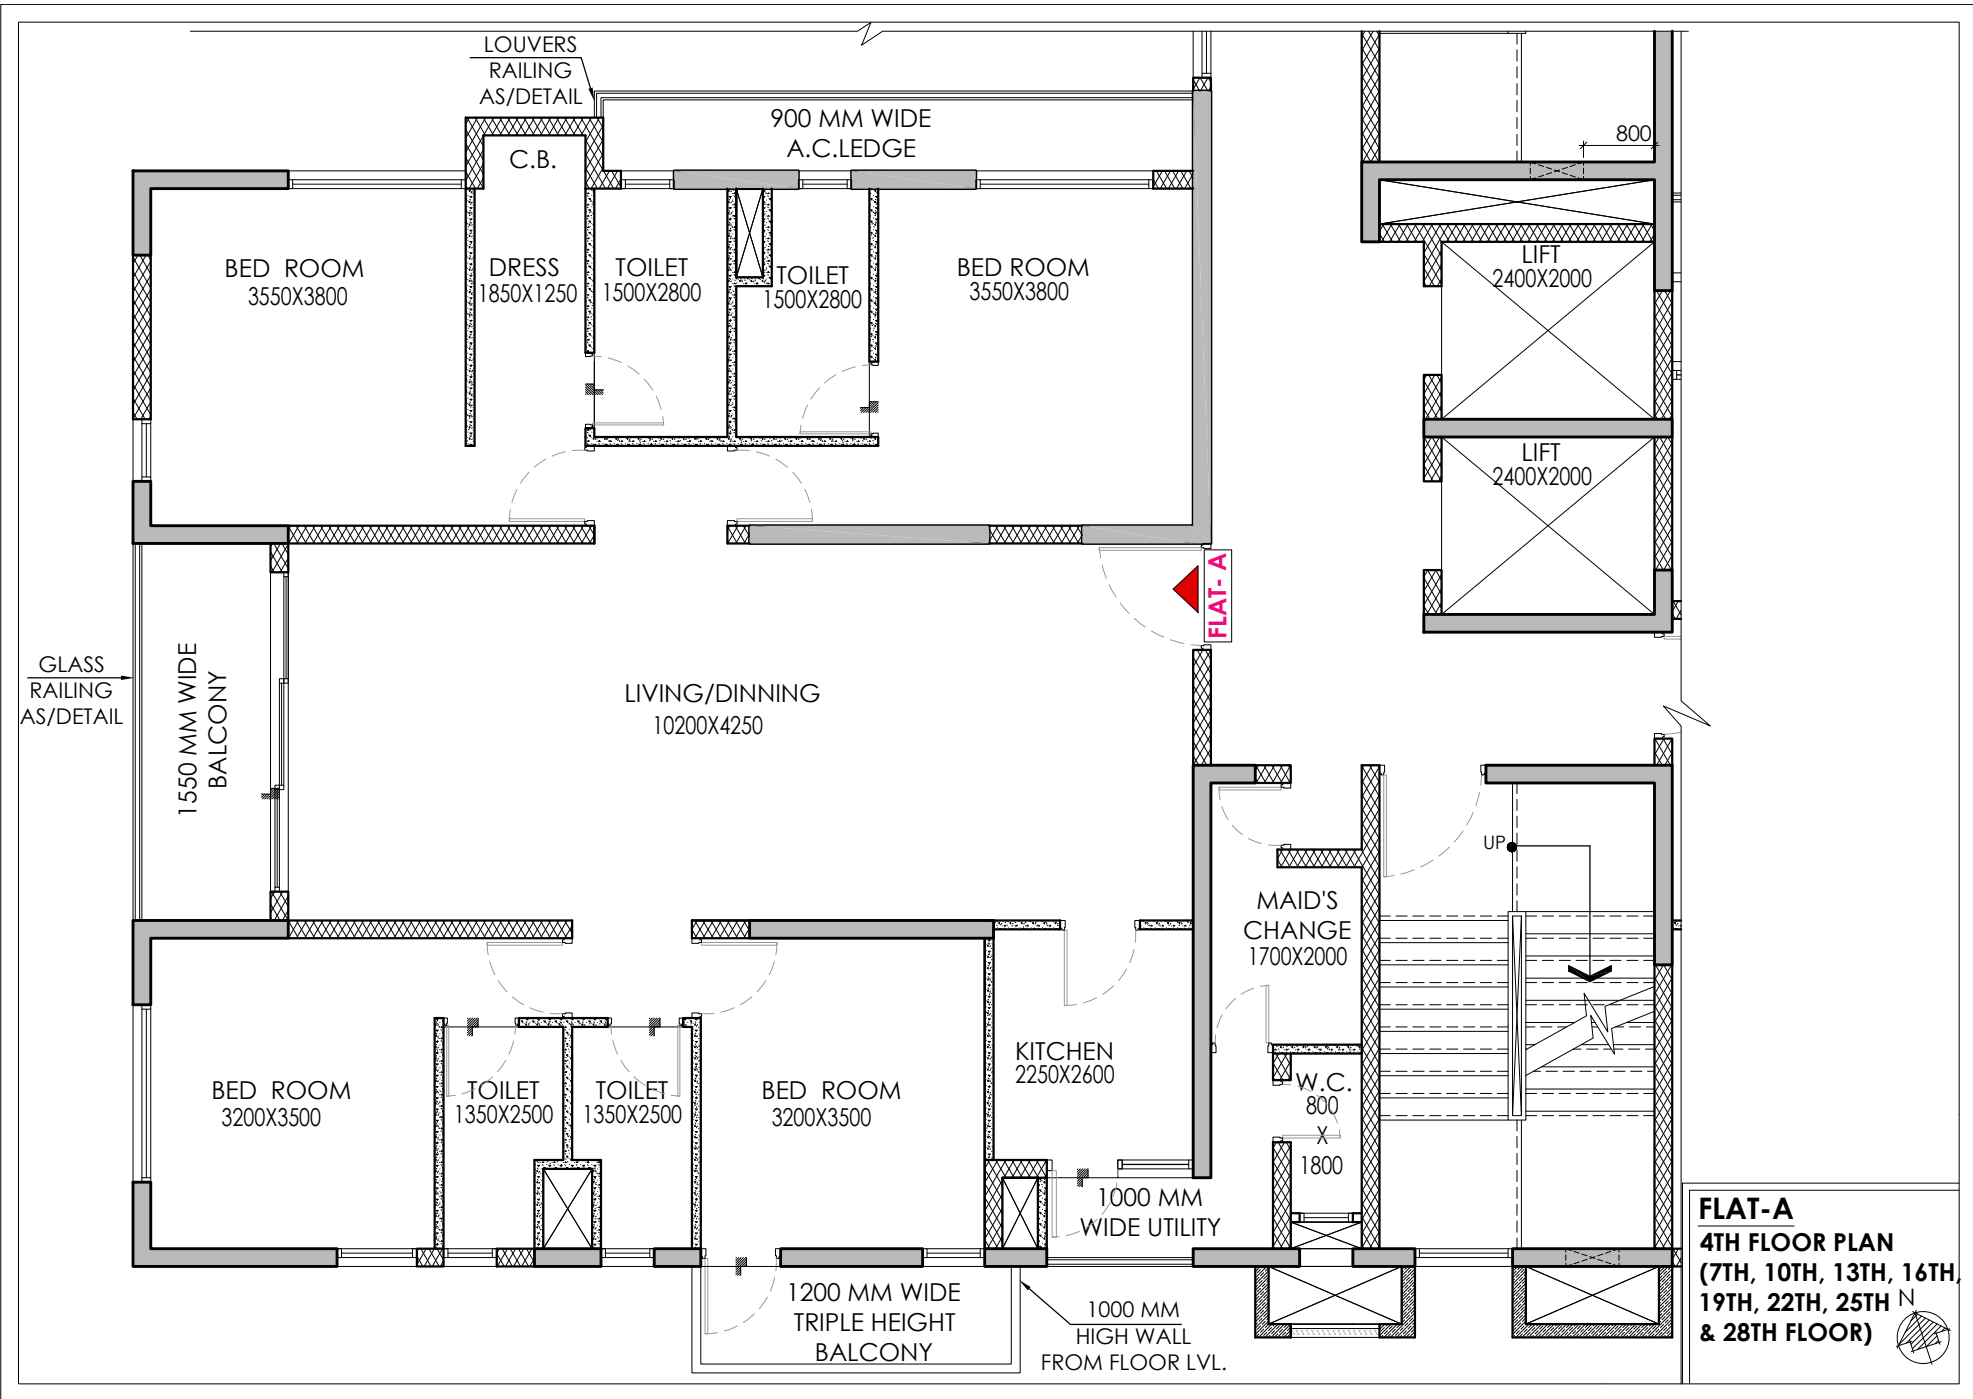 LOUVERS
RAILING
AS/DETAIL
900 MM WIDE
A.C.LEDGE
C.B.
800
BED ROOM
3550X3800
DRESS
1850X1250
TOILET
1500X2800
TOILET
1500X2800
BED ROOM
3550X3800
LIFT
2400X2000
LIFT
2400X2000
FLAT- A
GLASS
RAILING
AS/DETAIL
1550 MM WIDE
BALCONY
LIVING/DINNING
10200X4250
UP
MAID'S
CHANGE
1700X2000
BED ROOM
3200X3500
TOILET
1350X2500
TOILET
1350X2500
BED ROOM
3200X3500
KITCHEN
2250X2600
W.C.
800
X
1800
1000 MM
WIDE UTILITY
1200 MM WIDE
TRIPLE HEIGHT
BALCONY
1000 MM
HIGH WALL
FROM FLOOR LVL.
FLAT-A
4TH FLOOR PLAN
(7TH, 10TH, 13TH, 16TH,
19TH, 22TH, 25TH
& 28TH FLOOR)
N